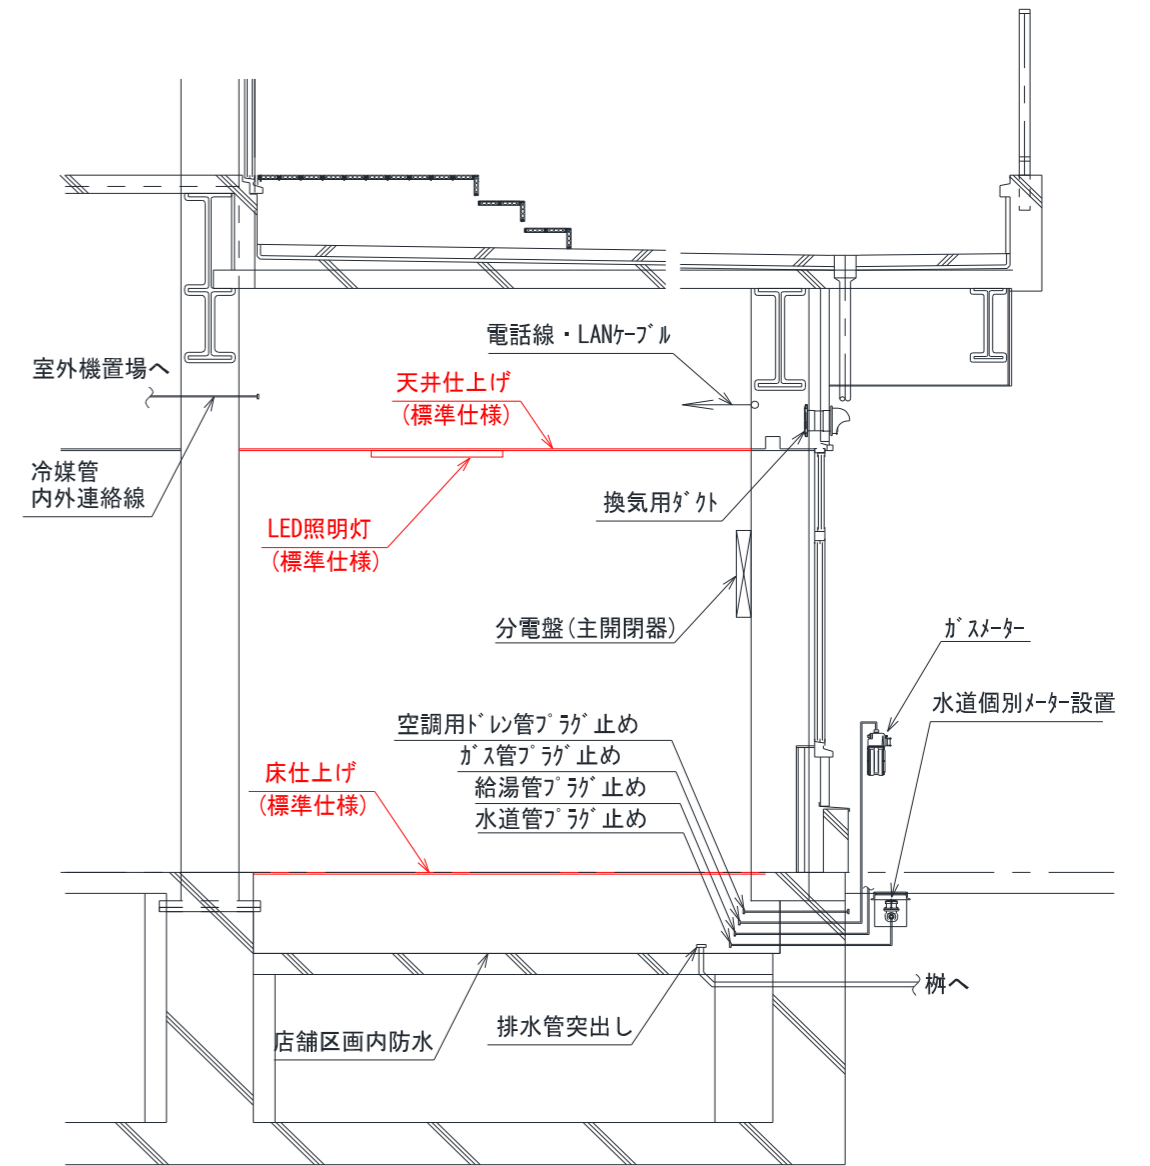 電話線・LANｹｰﾌﾞﾙ
室外機置場へ
天井仕上げ
(標準仕様)
冷媒管
内外連絡線
換気用ﾀﾞｸﾄ
LED照明灯
(標準仕様)
分電盤(主開閉器)
ｶﾞｽﾒｰﾀｰ
水道個別ﾒｰﾀｰ設置
空調用ﾄﾞﾚﾝ管ﾌﾟﾗｸﾞ止め
ｶﾞｽ管ﾌﾟﾗｸﾞ止め
給湯管ﾌﾟﾗｸﾞ止め
水道管ﾌﾟﾗｸﾞ止め
床仕上げ
(標準仕様)
桝へ
排水管突出し
店舗区画内防水